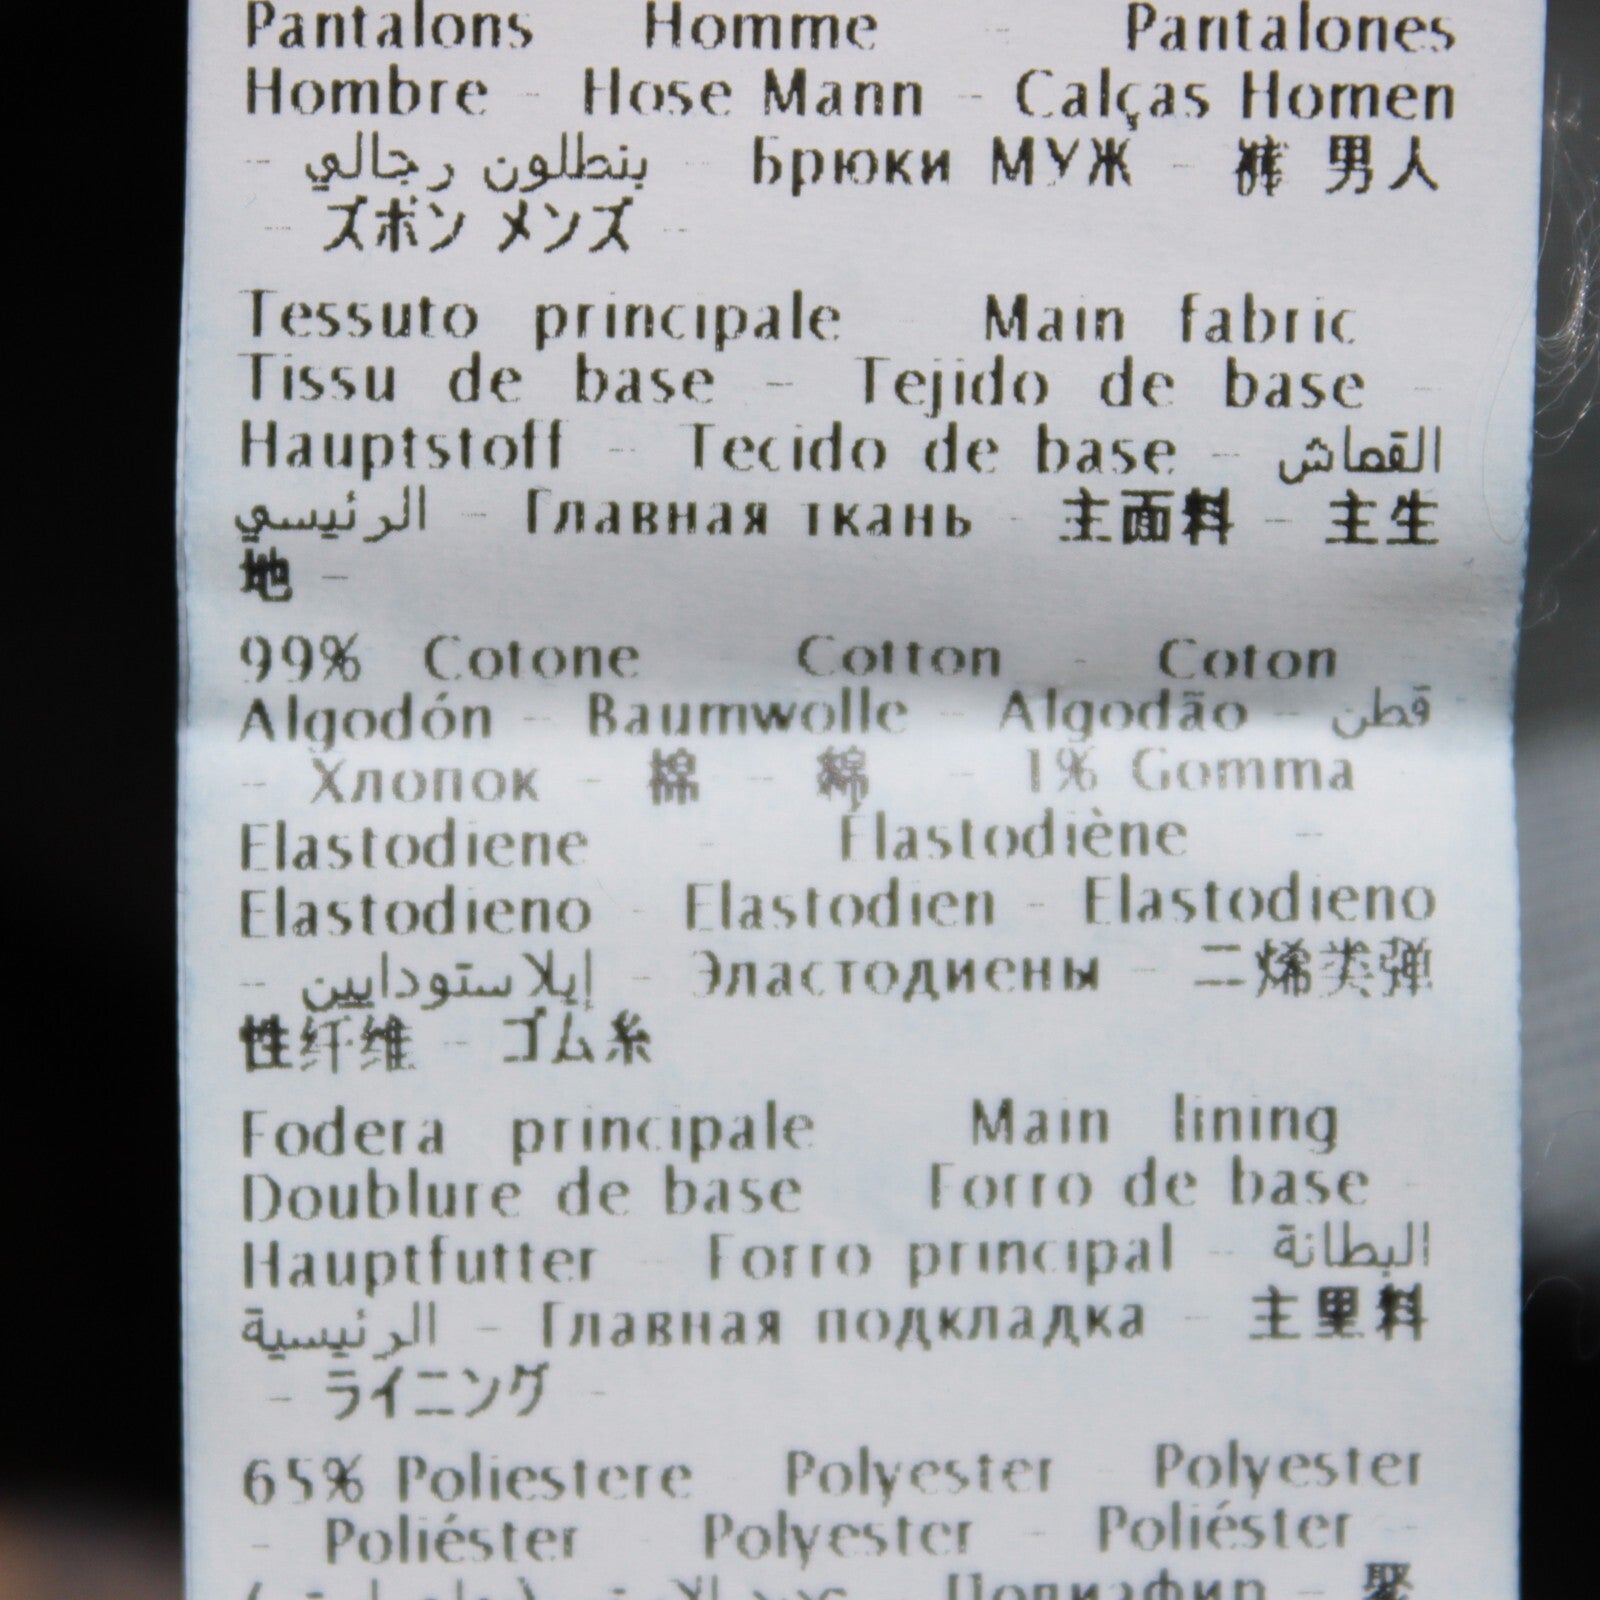 Pantalons Homme - Pantalones
Hombre - Hose Mann - Calças Homen
- بنطلون رجالي - Брюки МУЖ - 裤 男人
- ズボン メンズ -
Tessuto principale - Main fabric
Tissu de base - Tejido de base -
Hauptstoff - Tecido de base - القماش
الرئيسي - Главная ткань - 主面料 - 主生
地 -
99% Cotone Cotton - Coton
Algodón - Baumwolle - Algodão - قطن
- Хлопок - 棉 - 綿 - 1% Gomma
Elastodiene - Élastodiène -
Elastodieno - Elastodien - Elastodieno
- إيلاستودايين - Эластодиены - 二烯类弹
性纤维 - ゴム糸
Fodera principale Main lining
Doublure de base Forro de base -
Hauptfutter - Forro principal - البطانة
الرئيسية - Главная подкладка - 主里料
- ライニング -
65% Poliestere - Polyester - Polyester
- Poliéster - Polyester - Poliéster -
- Полиэфир - 聚